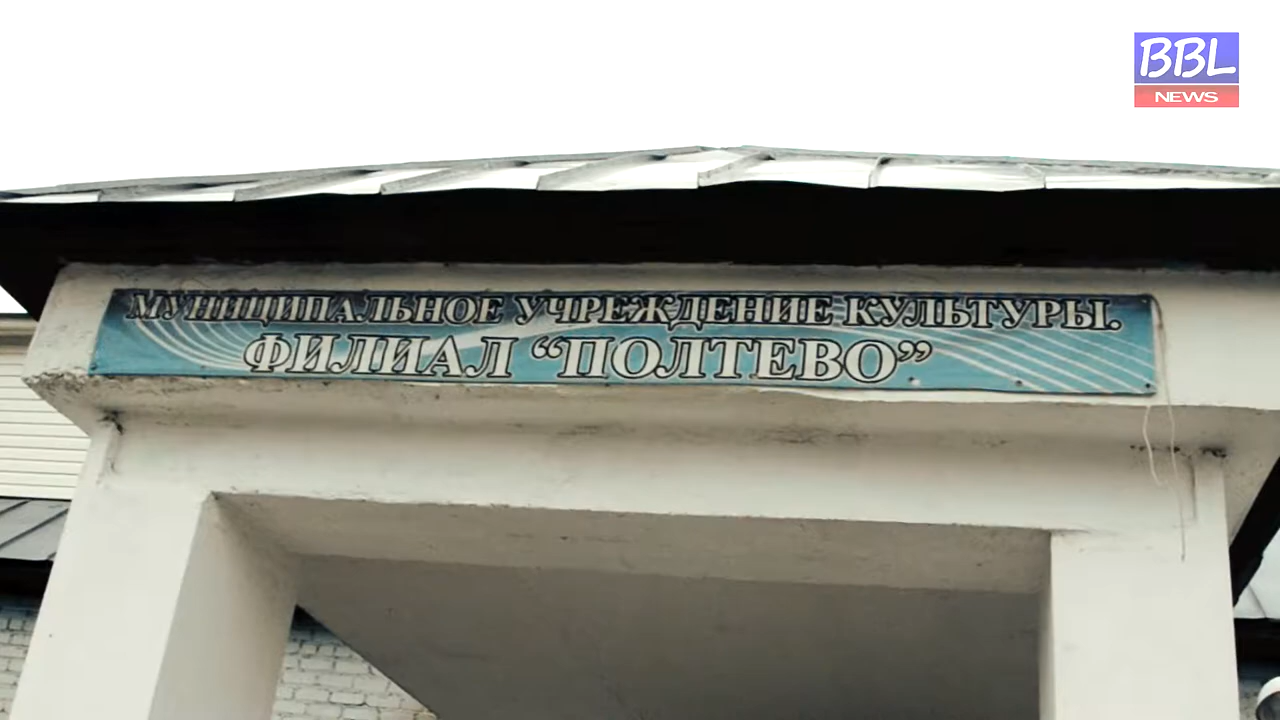 BBL
NEWS
МУНИЦИПАЛЬНОЕ УЧРЕЖДЕНИЕ КУЛЬТУРЫ.
ФИЛИАЛ “ПОЛТЕВО”